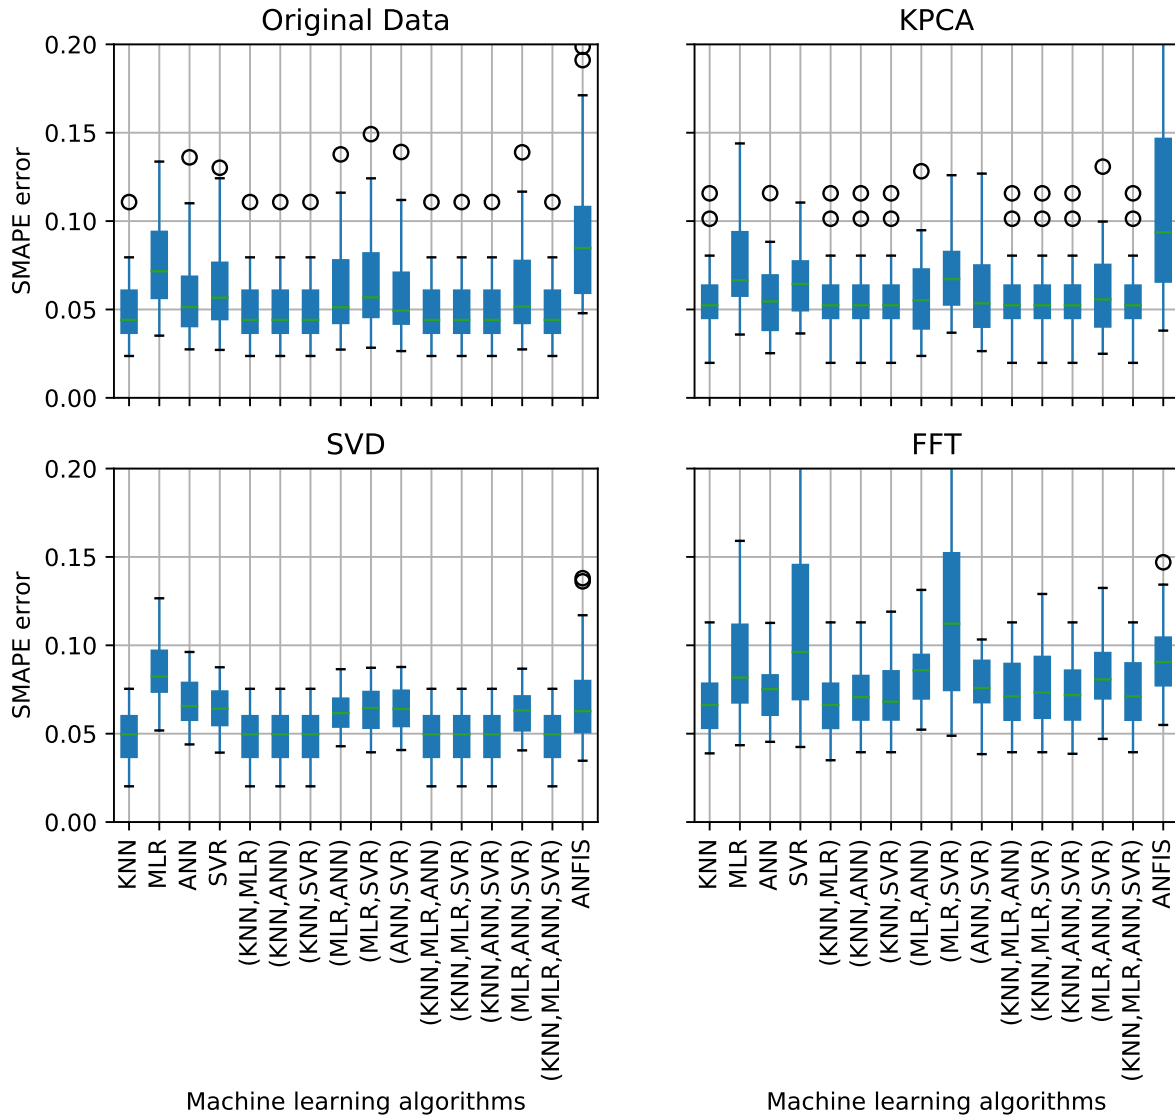 Original Data
KPCA
SMAPE error
0.20
0.15
0.10
0.05
0.00
SVD
FFT
SMAPE error
0.20
0.15
0.10
0.05
0.00
KNN
MLR
ANN
SVR
(KNN,MLR)
(KNN,ANN)
(KNN,SVR)
(MLR,ANN)
(MLR,SVR)
(ANN,SVR)
(KNN,MLR,ANN)
(KNN,MLR,SVR)
(KNN,ANN,SVR)
(MLR,ANN,SVR)
(KNN,MLR,ANN,SVR)
ANFIS
KNN
MLR
ANN
SVR
(KNN,MLR)
(KNN,ANN)
(KNN,SVR)
(MLR,ANN)
(MLR,SVR)
(ANN,SVR)
(KNN,MLR,ANN)
(KNN,MLR,SVR)
(KNN,ANN,SVR)
(MLR,ANN,SVR)
(KNN,MLR,ANN,SVR)
ANFIS
Machine learning algorithms
Machine learning algorithms